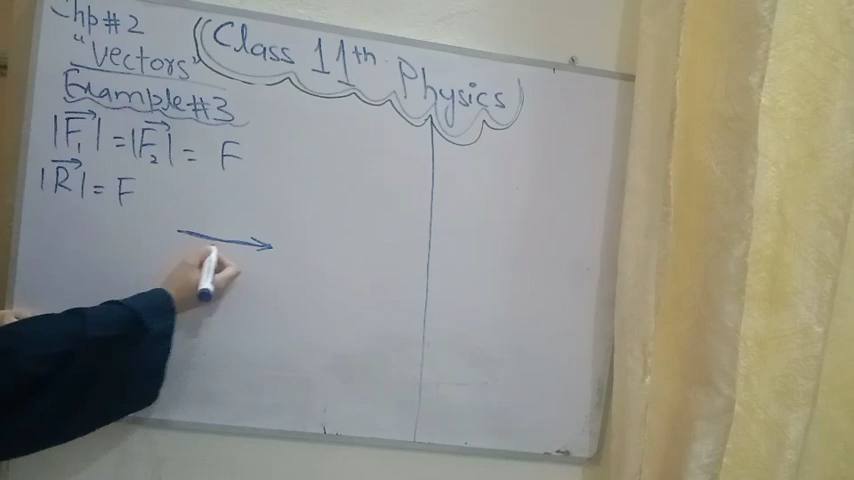 Chp#2
"Vectors"
Class 11th Physics
Example#3
|F₁→| = |F₂→| = F
|R→| = F